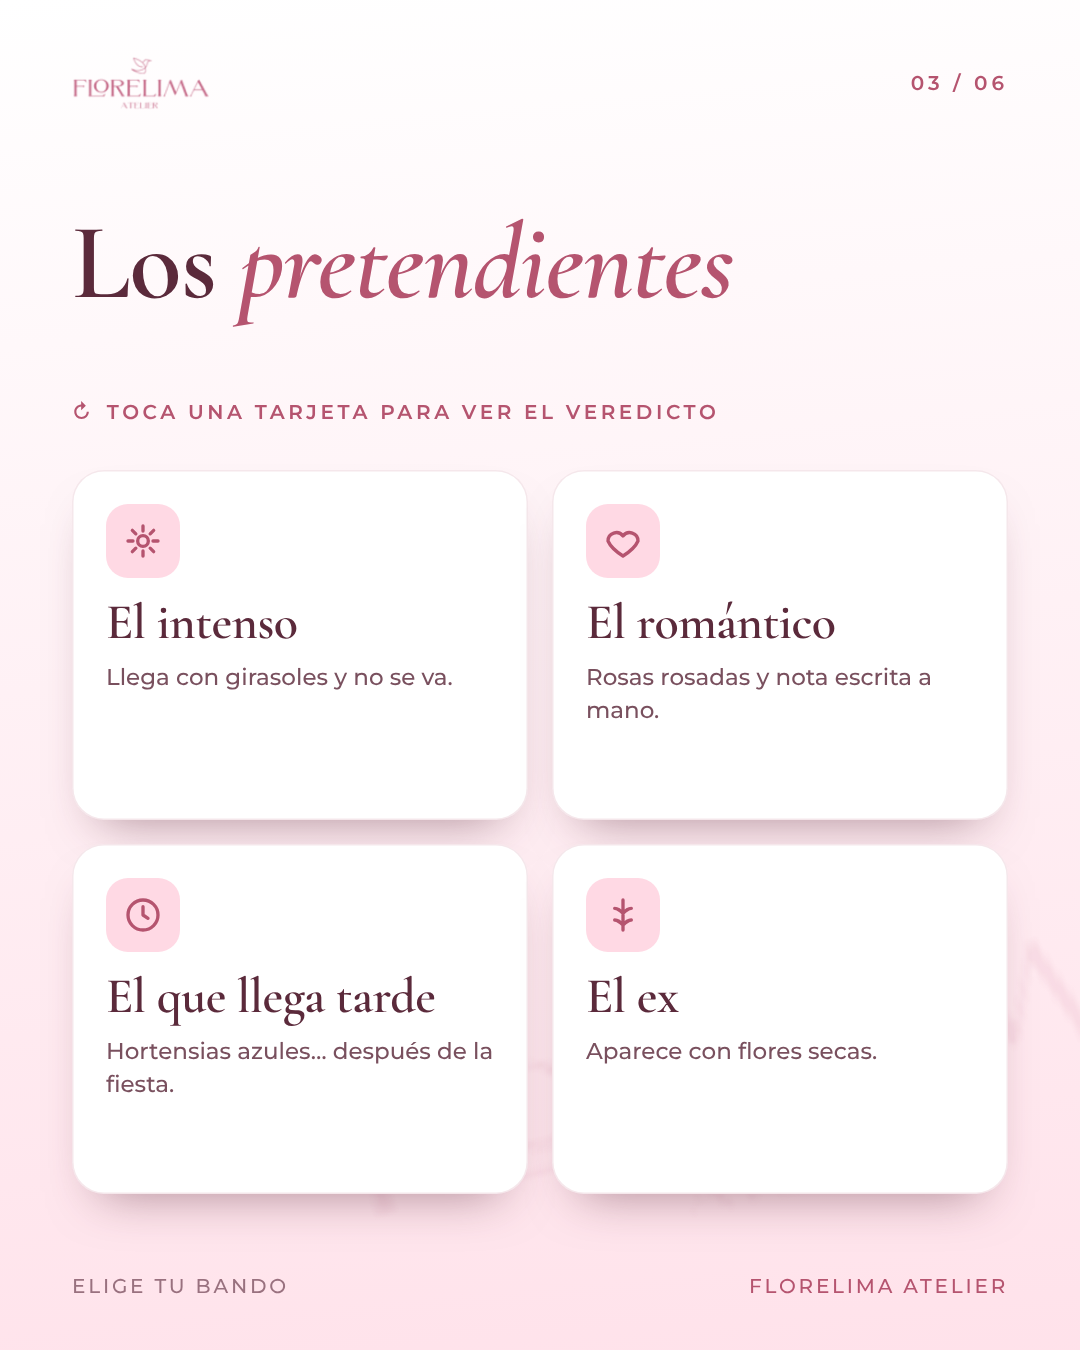 FLORELIMA
ATELIER
03 / 06
Los pretendientes
↻ TOCA UNA TARJETA PARA VER EL VEREDICTO
El intenso
Llega con girasoles y no se va.
El romántico
Rosas rosadas y nota escrita a
mano.
El que llega tarde
Hortensias azules... después de la
fiesta.
El ex
Aparece con flores secas.
ELIGE TU BANDO
FLORELIMA ATELIER